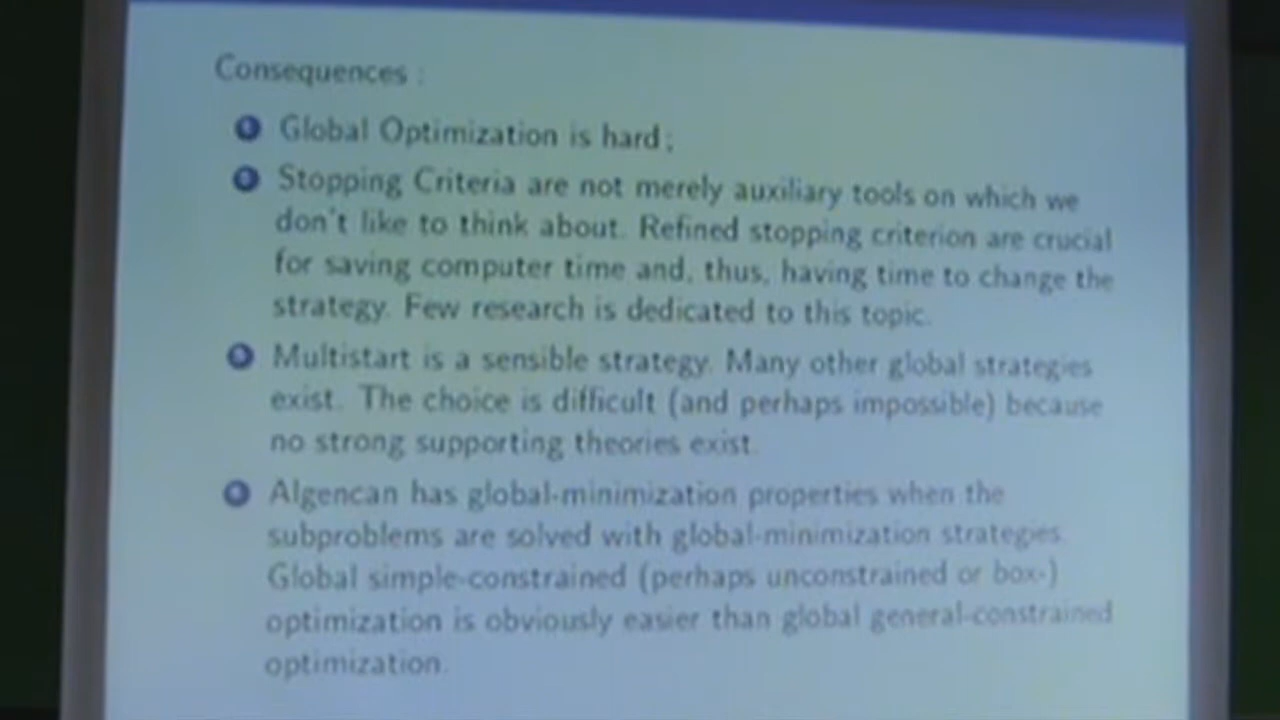 Consequences :
Global Optimization is hard ;
Stopping Criteria are not merely auxiliary tools on which we
don't like to think about. Refined stopping criterion are crucial
for saving computer time and, thus, having time to change the
strategy. Few research is dedicated to this topic.
Multistart is a sensible strategy. Many other global strategies
exist. The choice is difficult (and perhaps impossible) because
no strong supporting theories exist.
Algencan has global-minimization properties when the
subproblems are solved with global-minimization strategies.
Global simple-constrained (perhaps unconstrained or box-)
optimization is obviously easier than global general-constrained
optimization.